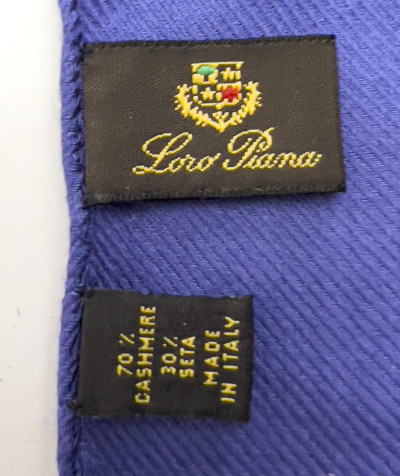 Loro Piana
70%
CASHMERE
30%
SETA
MADE
IN ITALY